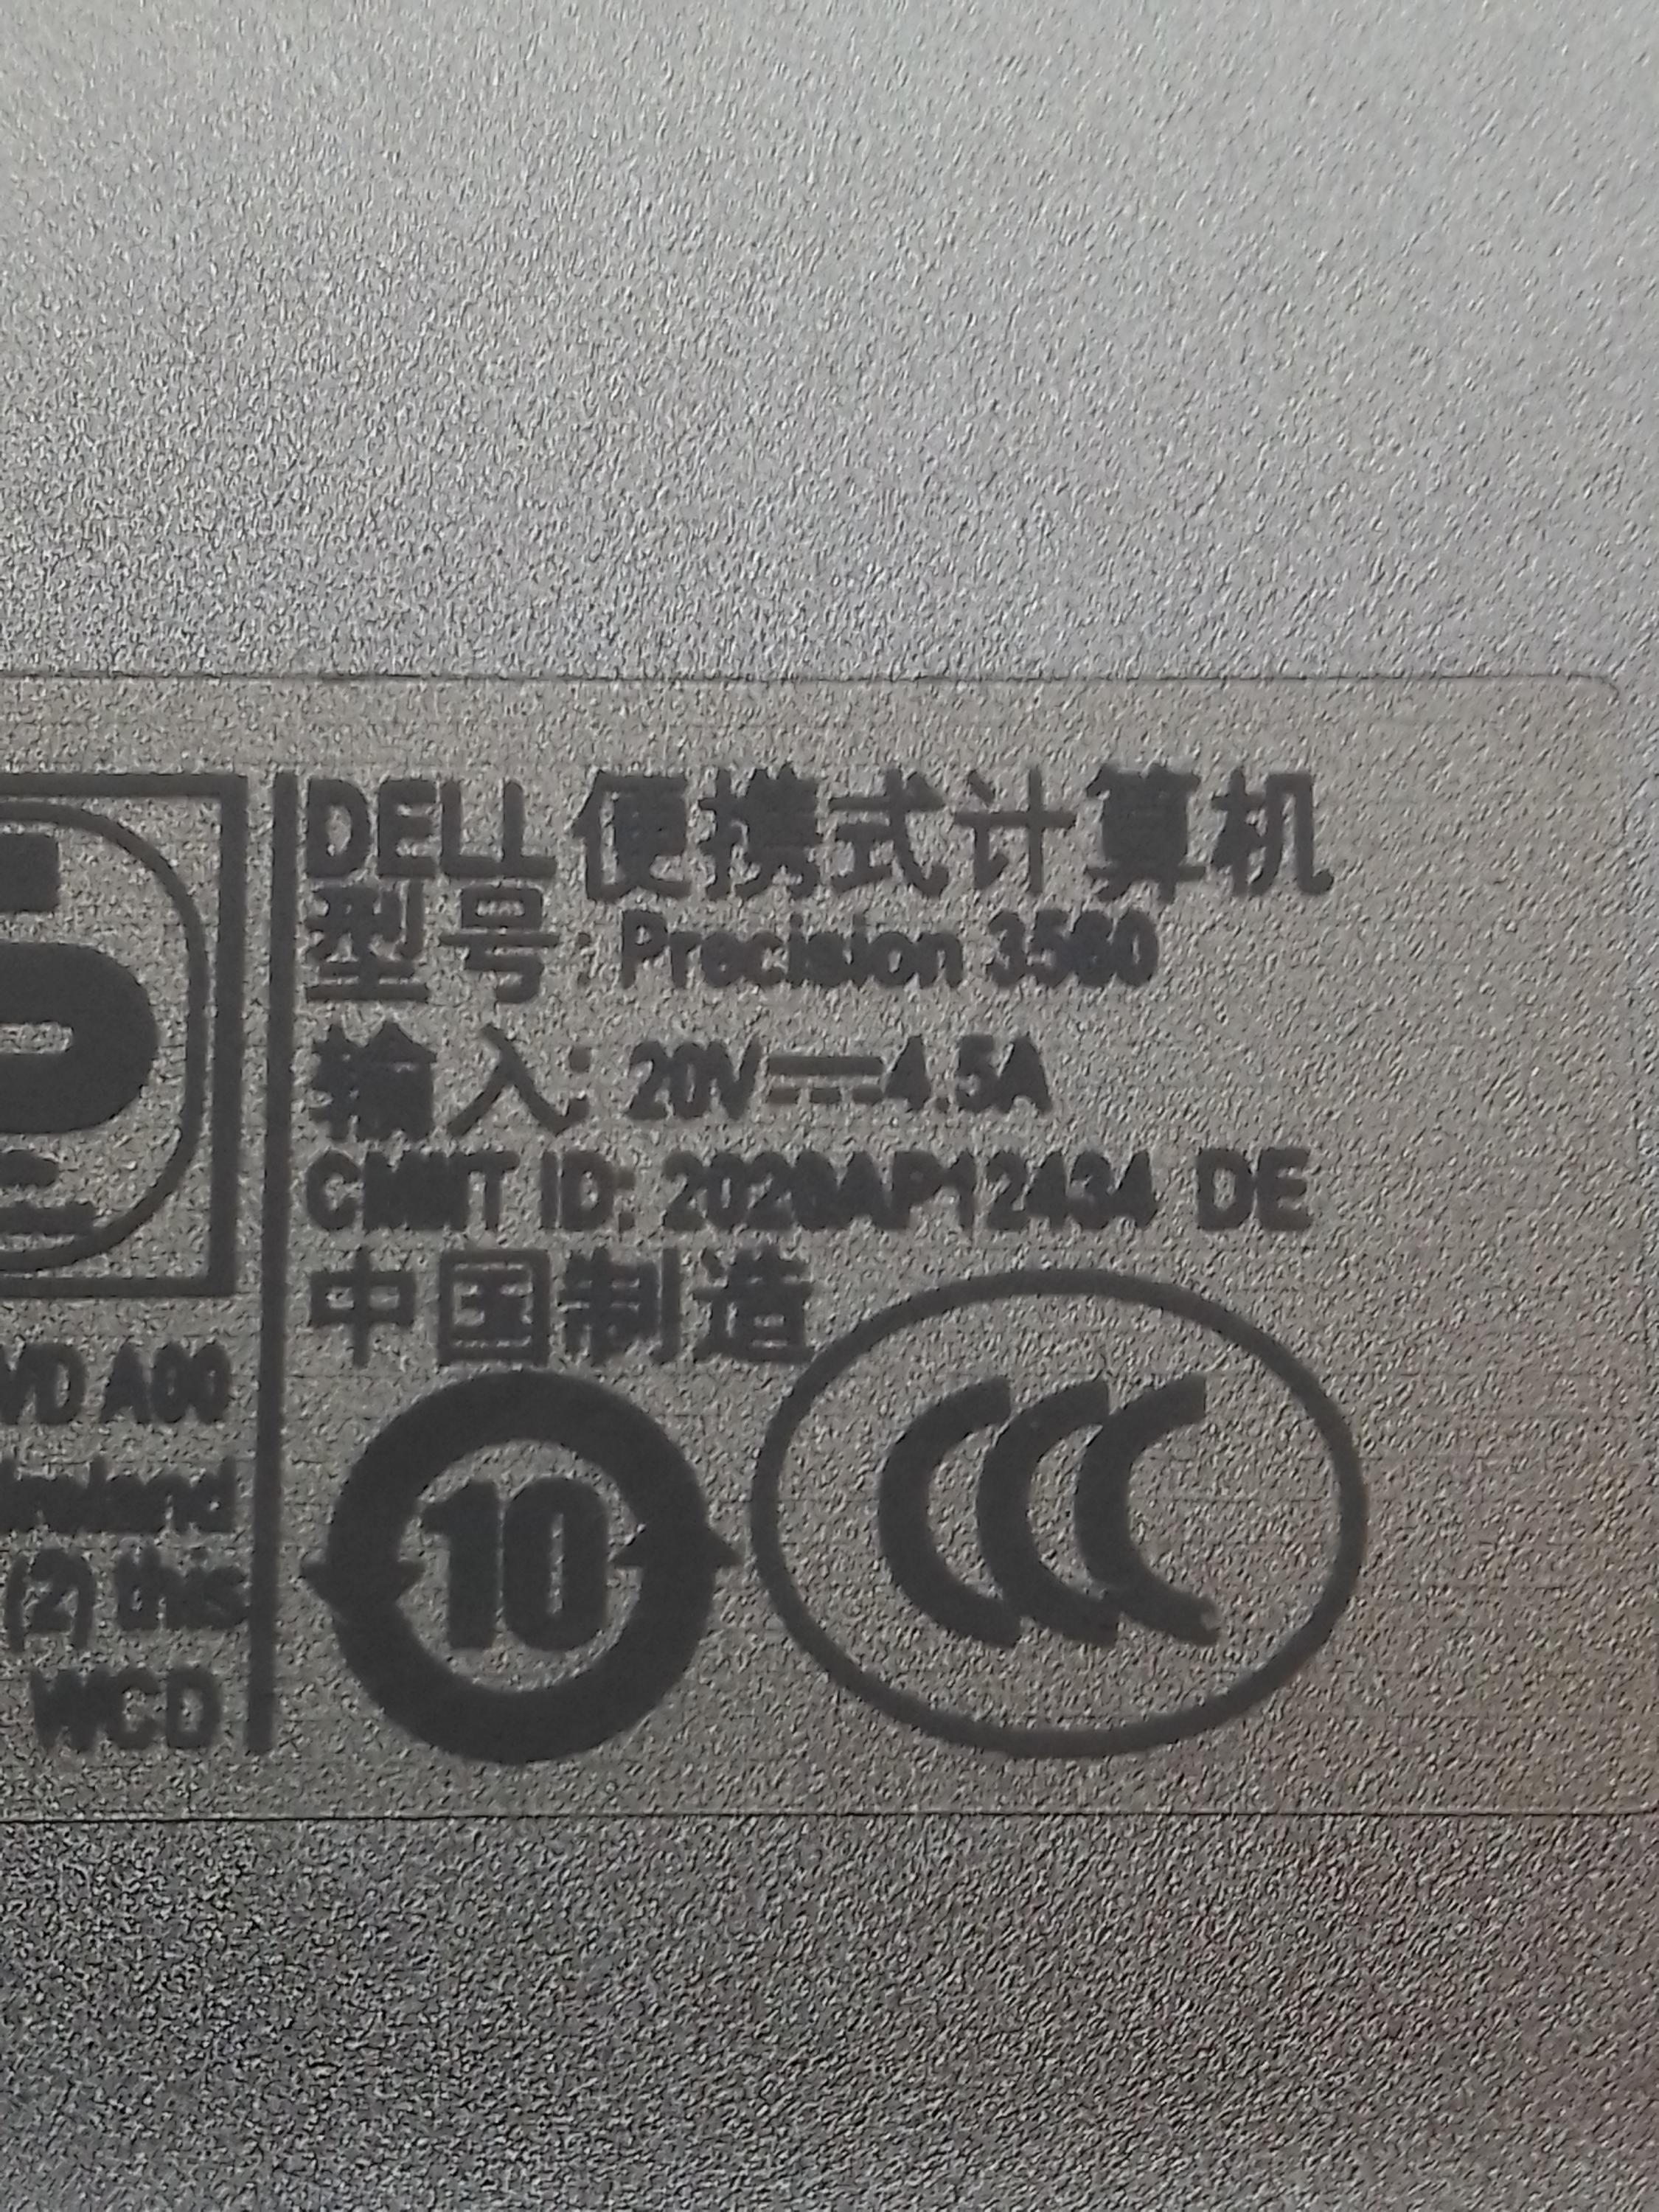 DELL 便携式计算机
型号: Precision 3560
输入: 20V⎓4.5A
CMIIT ID: 2020AP12434 DE
中国制造
VD A00
(2) this
WCD
10
CCC